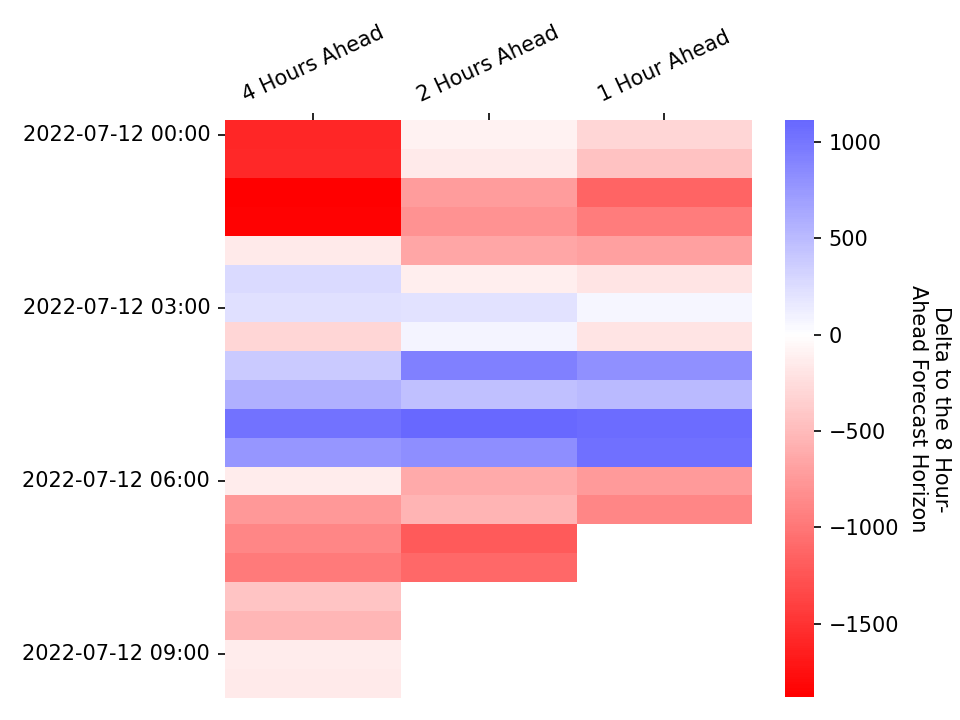 4 Hours Ahead
2 Hours Ahead
1 Hour Ahead
2022-07-12 00:00
2022-07-12 03:00
2022-07-12 06:00
2022-07-12 09:00
1000
500
0
−500
−1000
−1500
Delta to the 8 Hour-
Ahead Forecast Horizon